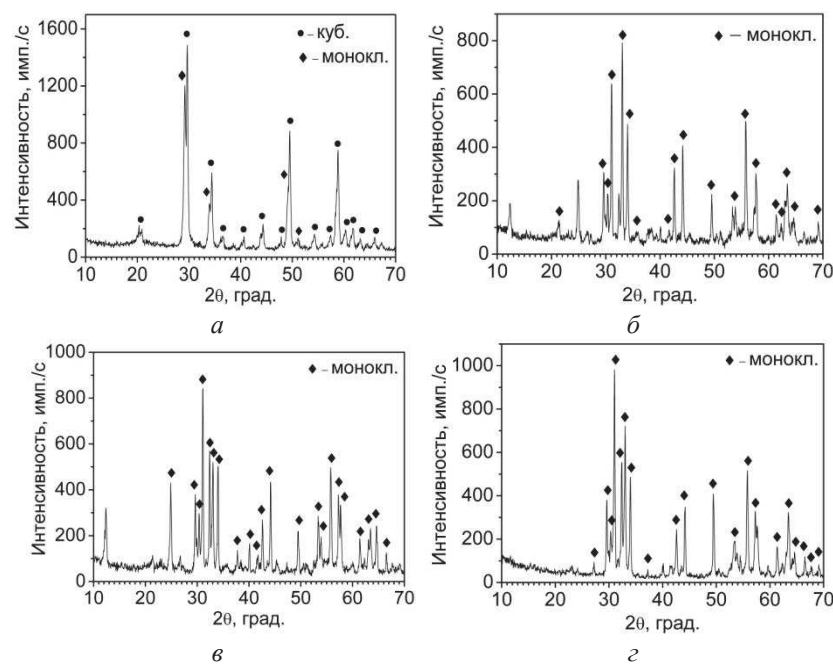 1600
1200
800
400
0
Интенсивность, имп./с
● – куб.
◆ – монокл.
10 20 30 40 50 60 70
2θ, град.
а
800
600
400
200
0
Интенсивность, имп./с
◆ – монокл.
10 20 30 40 50 60 70
2θ, град.
б
1000
800
600
400
200
0
Интенсивность, имп./с
◆ – монокл.
10 20 30 40 50 60 70
2θ, град.
в
1000
800
600
400
200
0
Интенсивность, имп./с
◆ – монокл.
10 20 30 40 50 60 70
2θ, град.
г